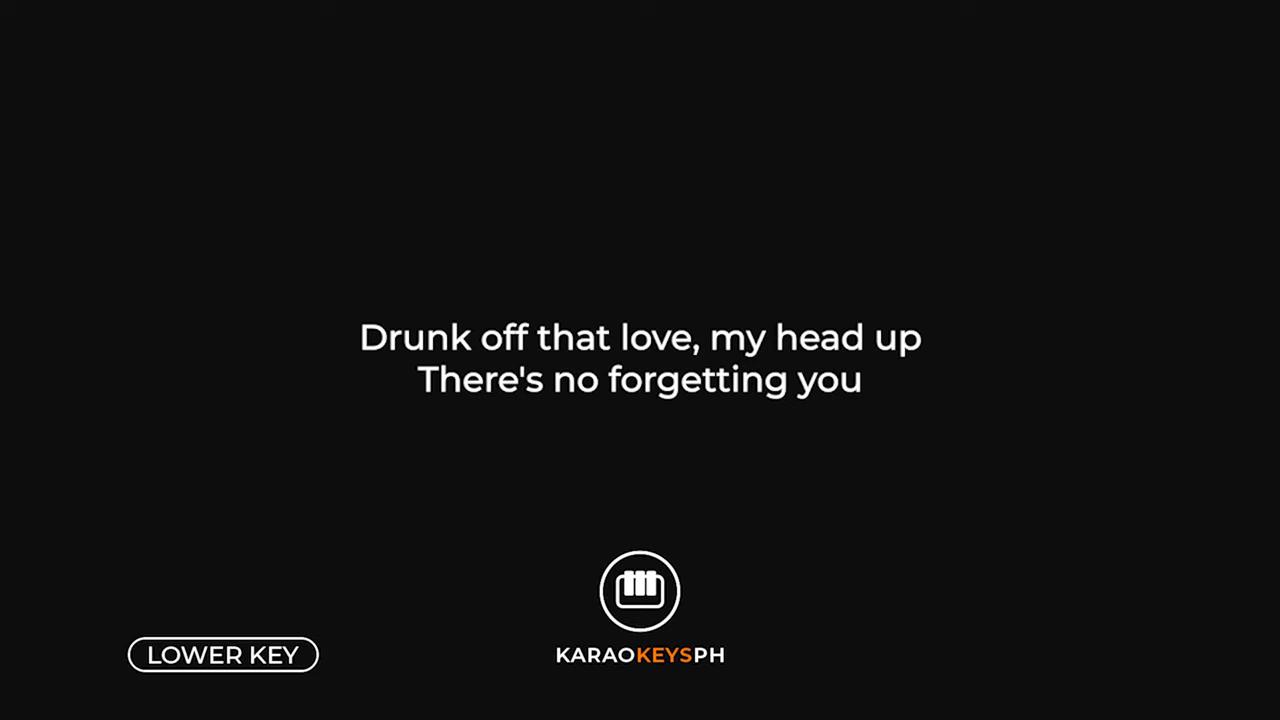 Drunk off that love, my head up
There's no forgetting you
LOWER KEY
KARAOKEYSPH